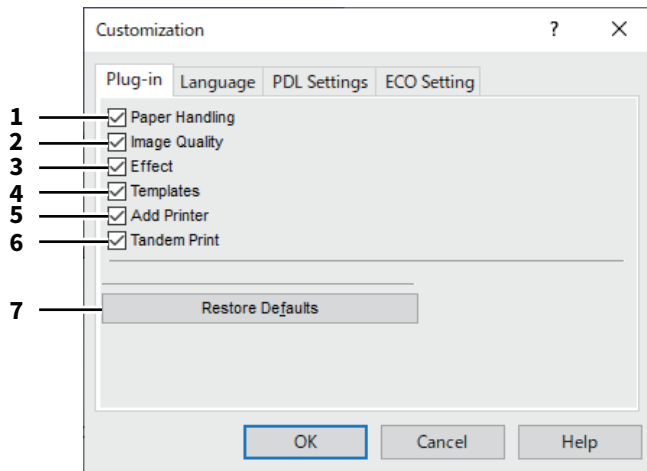 Customization ?
Plug-in Language PDL Settings ECO Setting
1 Paper Handling
2 Image Quality
3 Effect
4 Templates
5 Add Printer
6 Tandem Print
7 Restore Defaults
OK Cancel Help